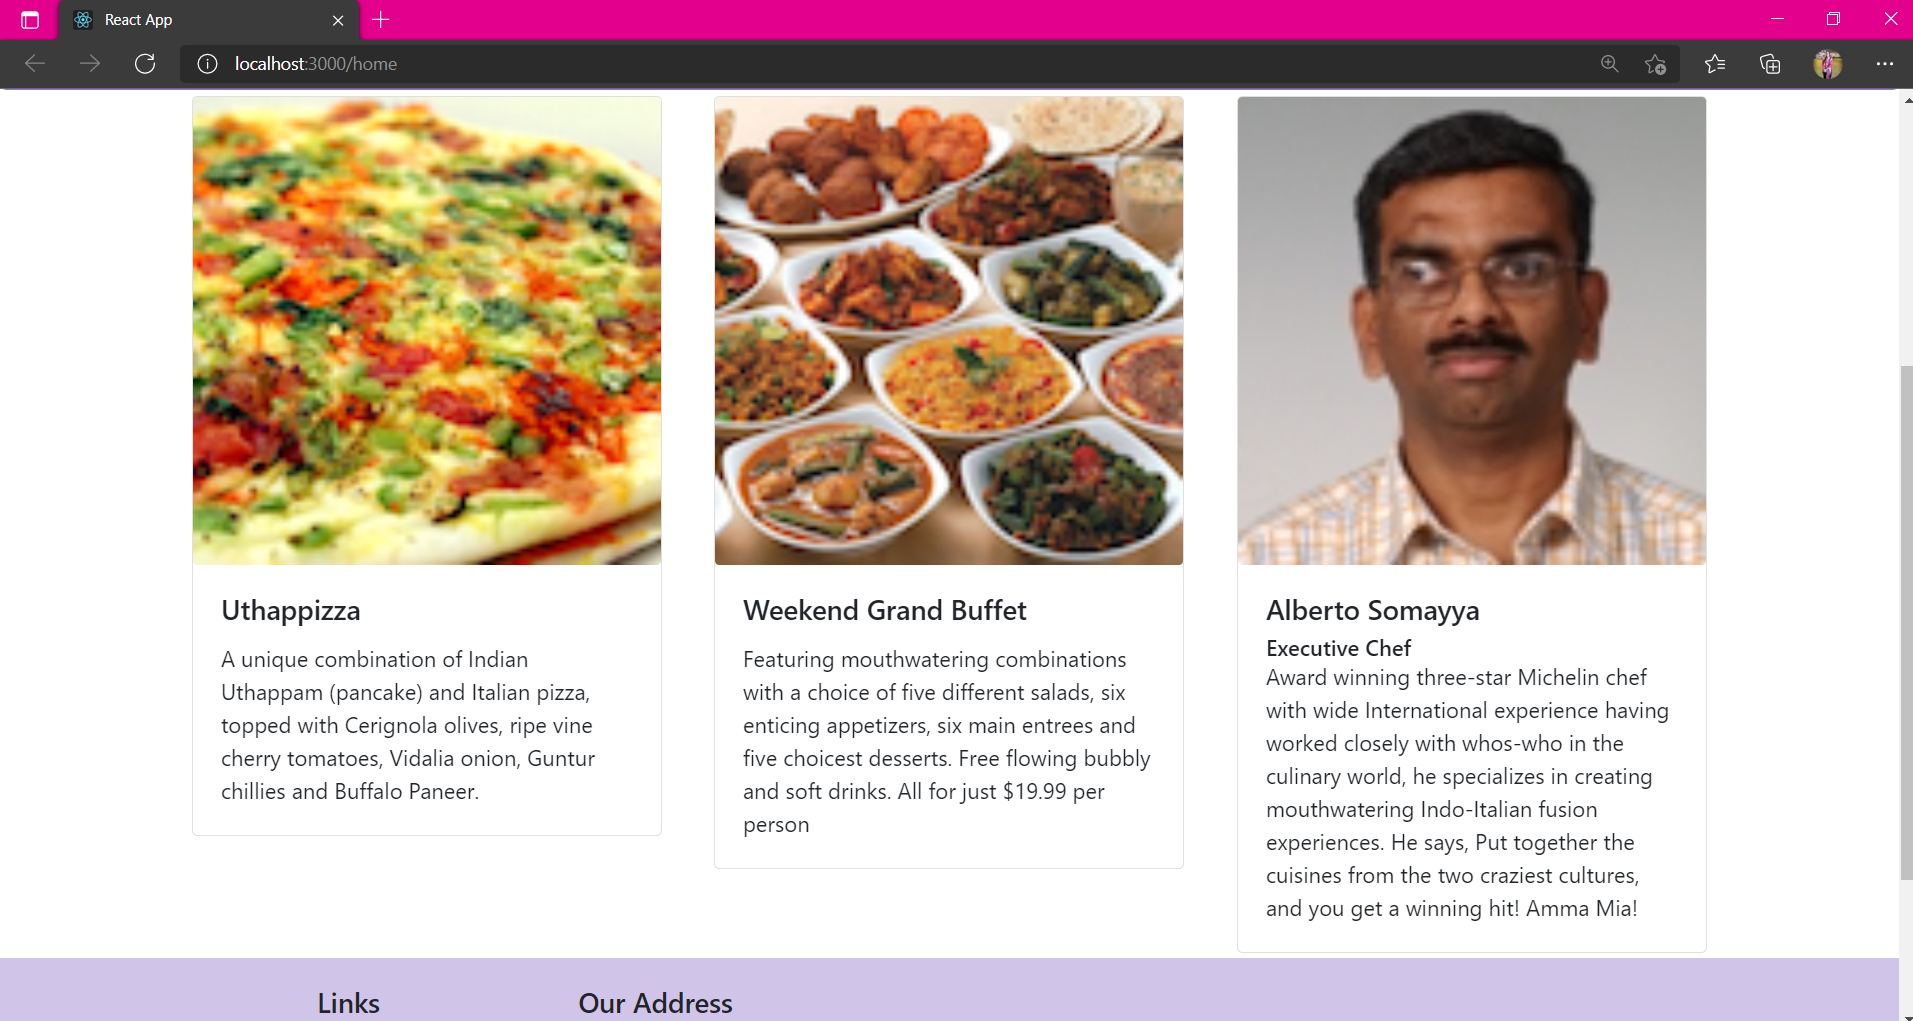 React App
localhost:3000/home
Uthappizza
A unique combination of Indian
Uthappam (pancake) and Italian pizza,
topped with Cerignola olives, ripe vine
cherry tomatoes, Vidalia onion, Guntur
chillies and Buffalo Paneer.
Weekend Grand Buffet
Featuring mouthwatering combinations
with a choice of five different salads, six
enticing appetizers, six main entrees and
five choicest desserts. Free flowing bubbly
and soft drinks. All for just $19.99 per
person
Alberto Somayya
Executive Chef
Award winning three-star Michelin chef
with wide International experience having
worked closely with whos-who in the
culinary world, he specializes in creating
mouthwatering Indo-Italian fusion
experiences. He says, Put together the
cuisines from the two craziest cultures,
and you get a winning hit! Amma Mia!
Links
Our Address